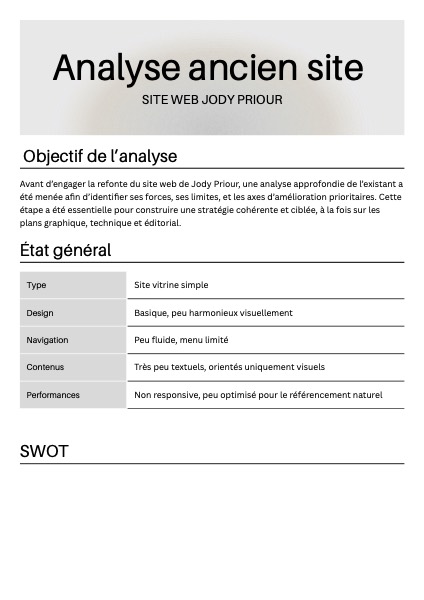 Analyse ancien site
SITE WEB JODY PRIOUR
Objectif de l'analyse
Avant d'engager la refonte du site web de Jody Priour, une analyse approfondie de l'existant a
été menée afin d'identifier ses forces, ses limites, et les axes d'amélioration prioritaires. Cette
étape a été essentielle pour construire une stratégie cohérente et ciblée, à la fois sur les
plans graphique, technique et éditorial.
État général
Type Site vitrine simple
Design Basique, peu harmonieux visuellement
Navigation Peu fluide, menu limité
Contenus Très peu textuels, orientés uniquement visuels
Performances Non responsive, peu optimisé pour le référencement naturel
SWOT